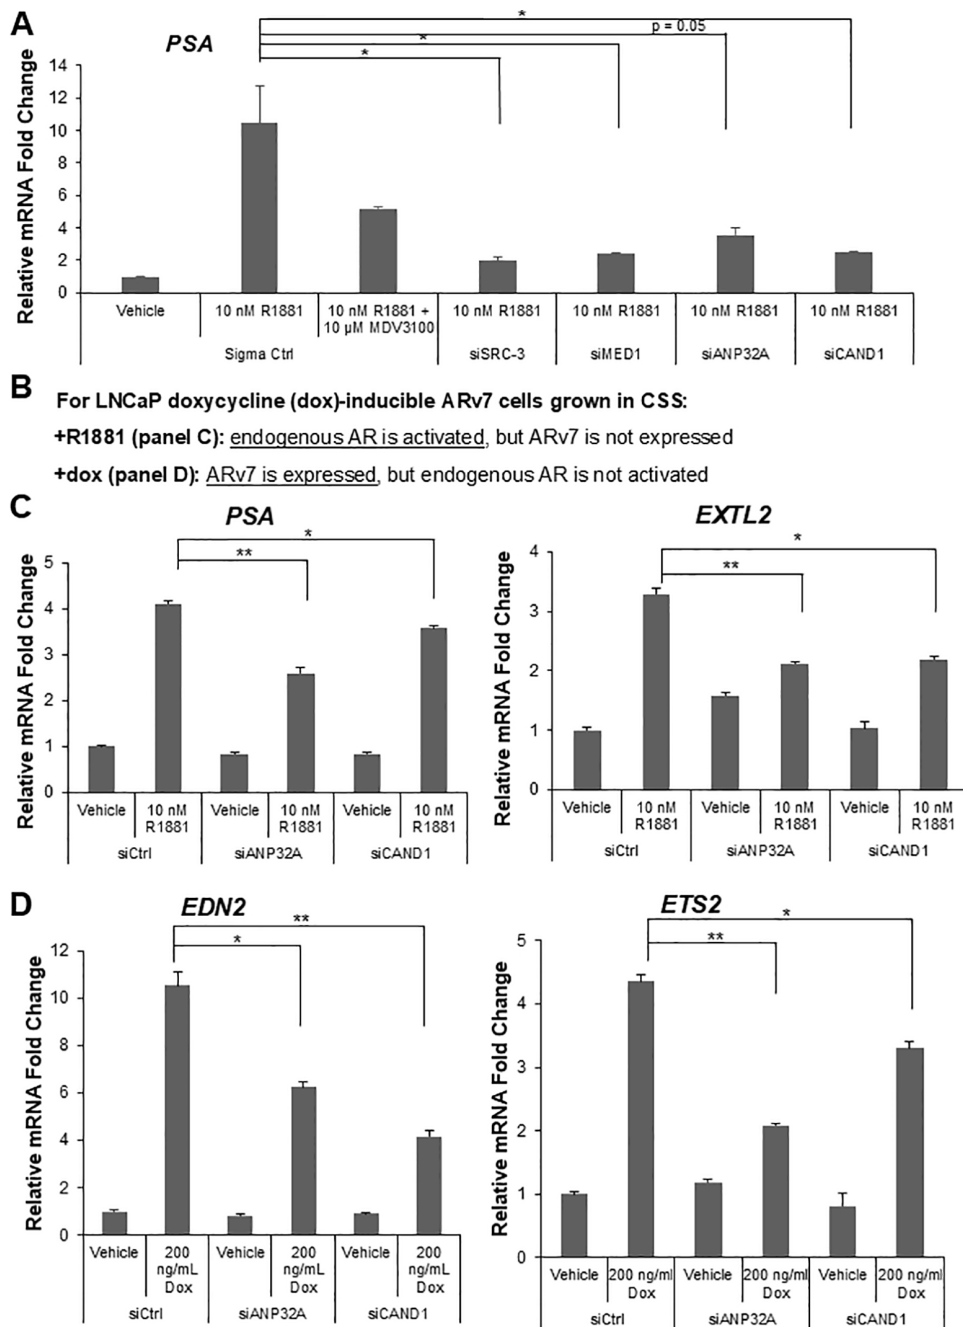 A
PSA
*
p = 0.05
*
*
Relative mRNA Fold Change
14
12
10
8
6
4
2
0
Vehicle
10 nM R1881
10 nM R1881 +
10 µM MDV3100
10 nM R1881
10 nM R1881
10 nM R1881
10 nM R1881
Sigma Ctrl
siSRC-3
siMED1
siANP32A
siCAND1
B
For LNCaP doxycycline (dox)-inducible ARv7 cells grown in CSS:
+R1881 (panel C): endogenous AR is activated, but ARv7 is not expressed
+dox (panel D): ARv7 is expressed, but endogenous AR is not activated
C
PSA
*
**
Relative mRNA Fold Change
5
4
3
2
1
0
Vehicle
10 nM
R1881
Vehicle
10 nM
R1881
Vehicle
10 nM
R1881
siCtrl
siANP32A
siCAND1
EXTL2
*
**
Relative mRNA Fold Change
4
3
2
1
0
Vehicle
10 nM
R1881
Vehicle
10 nM
R1881
Vehicle
10 nM
R1881
siCtrl
siANP32A
siCAND1
D
EDN2
**
*
Relative mRNA Fold Change
12
10
8
6
4
2
0
Vehicle
200
ng/mL
Dox
Vehicle
200
ng/mL
Dox
Vehicle
200
ng/mL
Dox
siCtrl
siANP32A
siCAND1
ETS2
*
**
Relative mRNA Fold Change
5
4
3
2
1
0
Vehicle
200 ng/ml
Dox
Vehicle
200 ng/ml
Dox
Vehicle
200 ng/ml
Dox
siCtrl
siANP32A
siCAND1